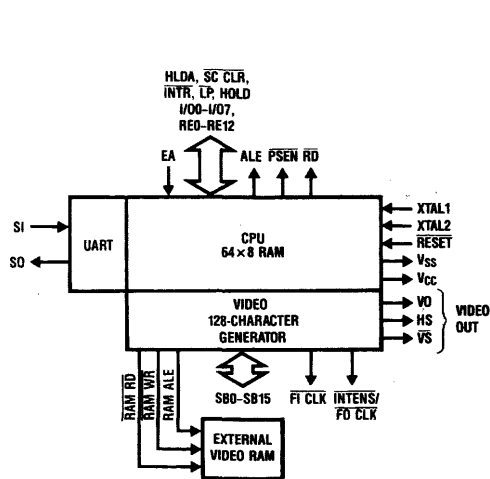 HLDA, SC CLR,
INTR, LP, HOLD
I/O0-I/O7,
RE0-RE12
EA
ALE PSEN RD
SI
SO
UART
CPU
64×8 RAM
XTAL1
XTAL2
RESET
VSS
VCC
VIDEO
128-CHARACTER
GENERATOR
VO
HS
VS
VIDEO
OUT
RAM RD
RAM WR
RAM ALE
SB0-SB15
FI CLK
INTENS/
FO CLK
EXTERNAL
VIDEO RAM